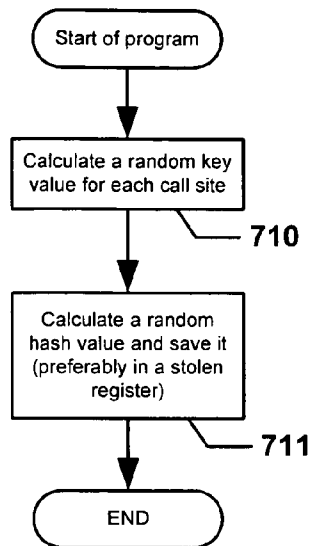 Start of program
Calculate a random key
value for each call site
710
Calculate a random
hash value and save it
(preferably in a stolen
register)
711
END